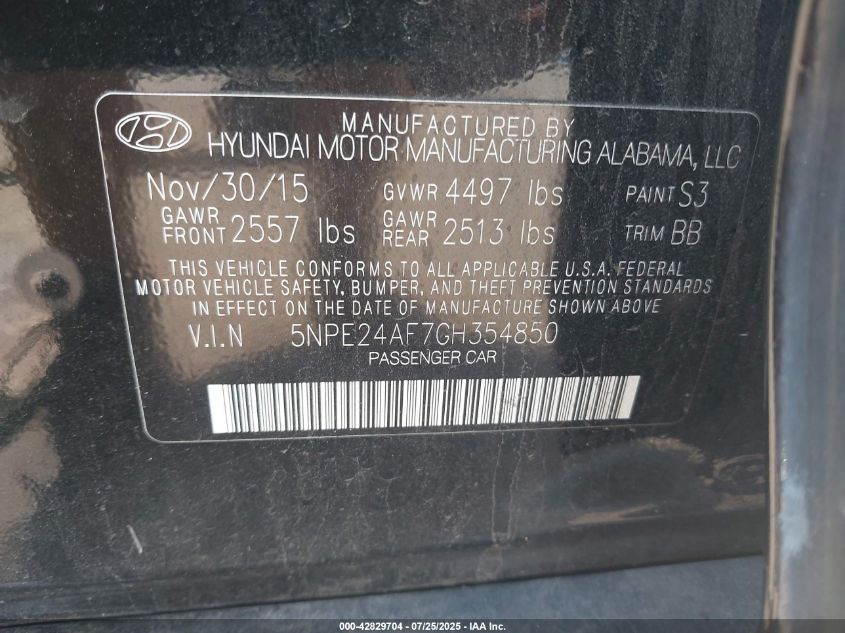 MANUFACTURED BY
HYUNDAI MOTOR MANUFACTURING ALABAMA, LLC
Nov/30/15 GVWR 4497 lbs PAINT S3
GAWR FRONT 2557 lbs GAWR REAR 2513 lbs TRIM BB
THIS VEHICLE CONFORMS TO ALL APPLICABLE U.S.A. FEDERAL
MOTOR VEHICLE SAFETY, BUMPER, AND THEFT PREVENTION STANDARDS
IN EFFECT ON THE DATE OF MANUFACTURE SHOWN ABOVE
V.I.N 5NPE24AF7GH354850
PASSENGER CAR
000-42829704 - 07/25/2025 - IAA Inc.